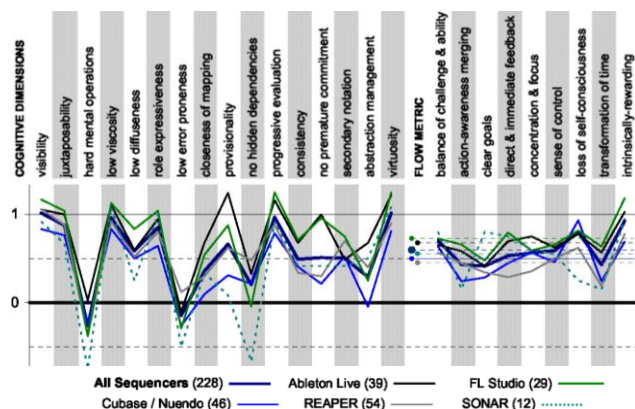 COGNITIVE DIMENSIONS
visibility
juxtaposability
hard mental operations
low viscosity
low diffuseness
role expressiveness
low error proneness
closeness of mapping
provisionality
no hidden dependencies
progressive evaluation
consistency
no premature commitment
secondary notation
abstraction management
virtuosity
FLOW METRIC
balance of challenge & ability
action-awareness merging
clear goals
direct & immediate feedback
concentration & focus
sense of control
loss of self-consciousness
transformation of time
intrinsically-rewarding
1
0
All Sequencers (228)
Ableton Live (39)
FL Studio (29)
Cubase / Nuendo (46)
REAPER (54)
SONAR (12)